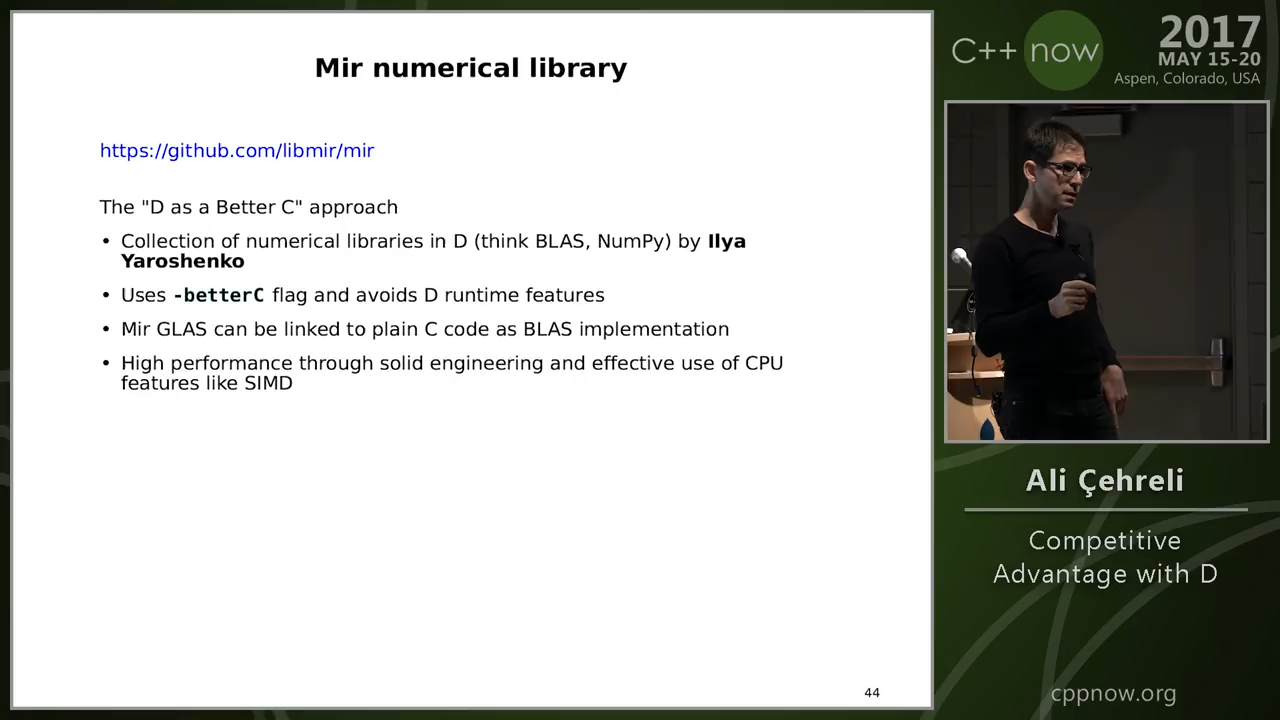 Mir numerical library
https://github.com/libmir/mir
The "D as a Better C" approach
• Collection of numerical libraries in D (think BLAS, NumPy) by Ilya
Yaroshenko
• Uses -betterC flag and avoids D runtime features
• Mir GLAS can be linked to plain C code as BLAS implementation
• High performance through solid engineering and effective use of CPU
features like SIMD
44
C++ now
2017
MAY 15-20
Aspen, Colorado, USA
Ali Çehreli
Competitive
Advantage with D
cppnow.org